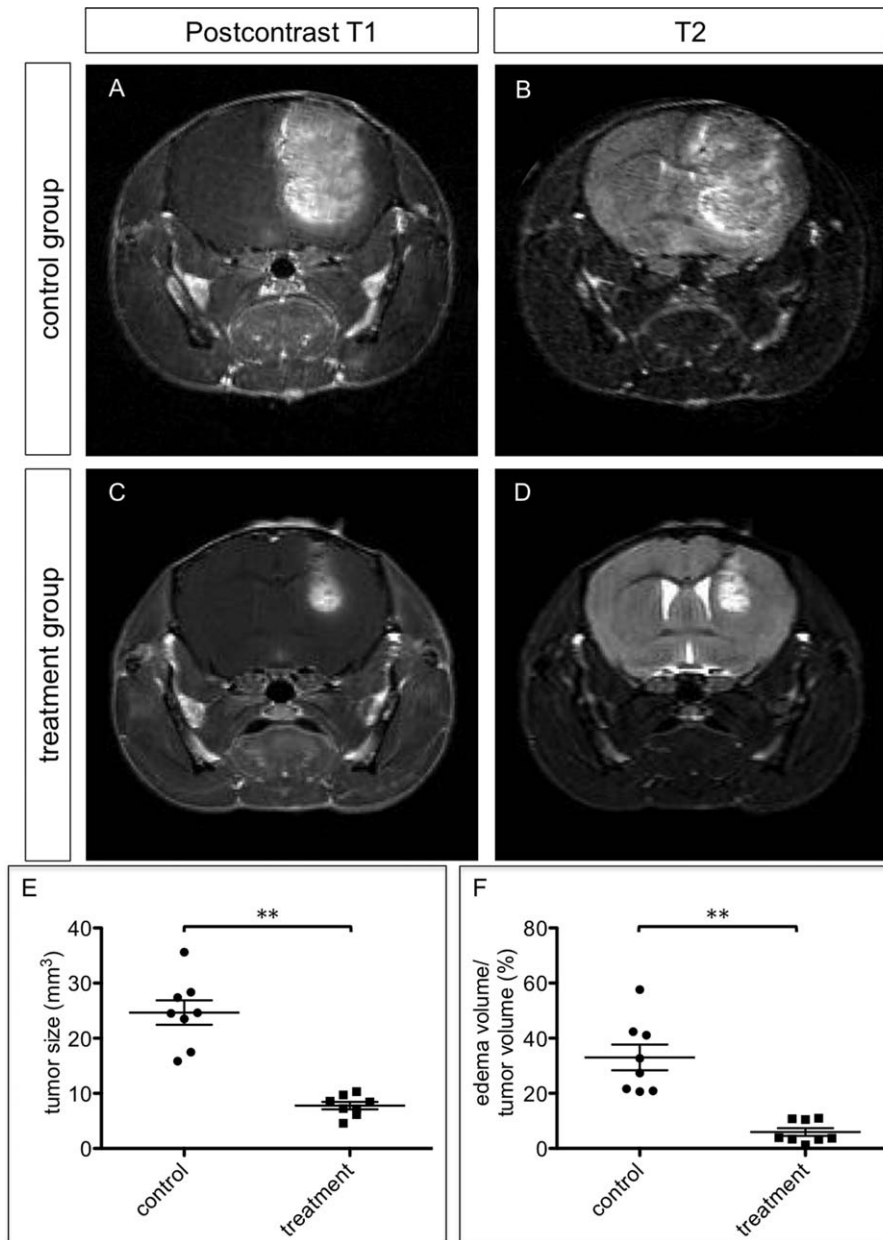 Postcontrast T1
T2
control group
A
B
treatment group
C
D
E
**
40
30
20
10
0
tumor size (mm³)
control
treatment
F
**
80
60
40
20
0
edema volume/
tumor volume (%)
control
treatment